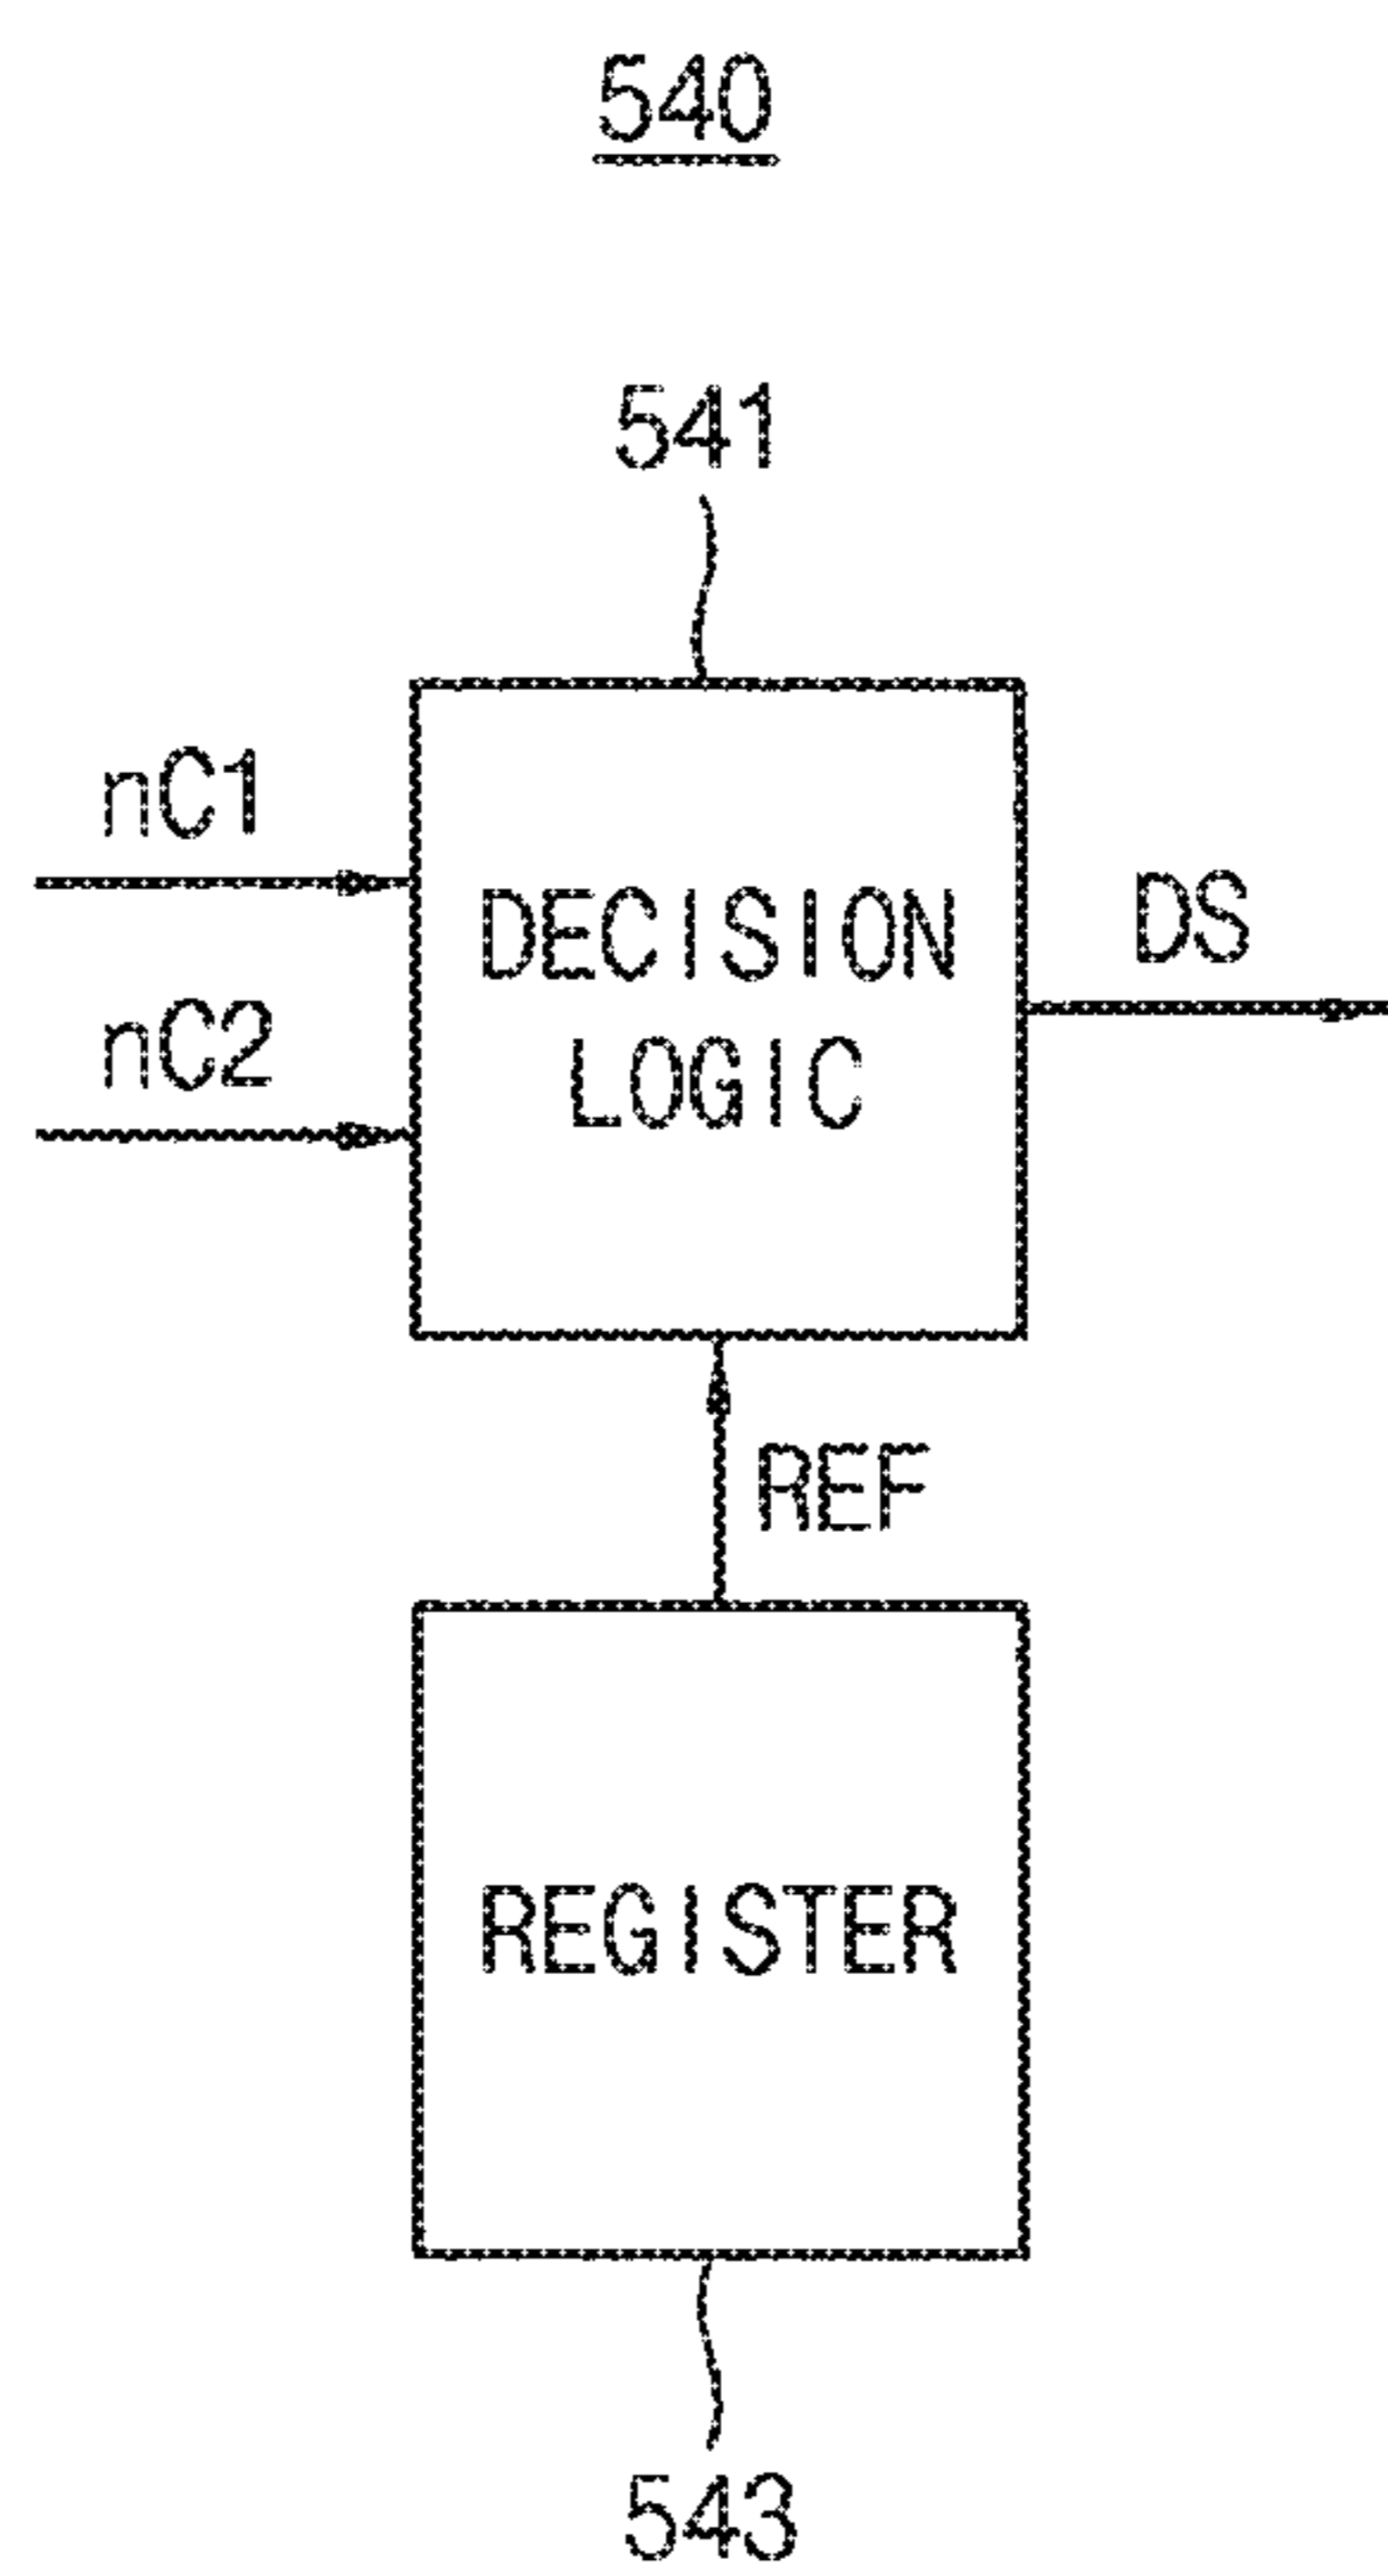 540
541
nC1
DECISION
DS
nC2
LOGIC
REF
REGISTER
543